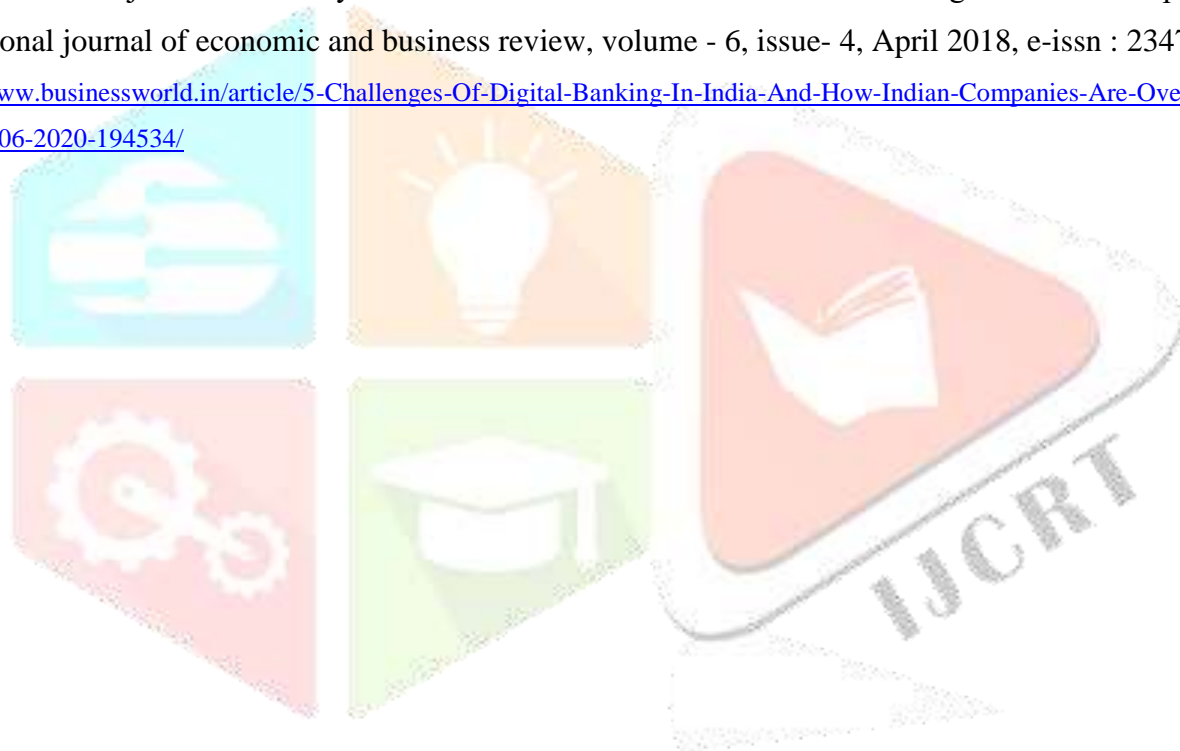 onal journal of economic and business review, volume - 6, issue- 4, April 2018, e-issn : 2347
ww.businessworld.in/article/5-Challenges-Of-Digital-Banking-In-India-And-How-Indian-Companies-Are-Ove
06-2020-194534/
IJCRT